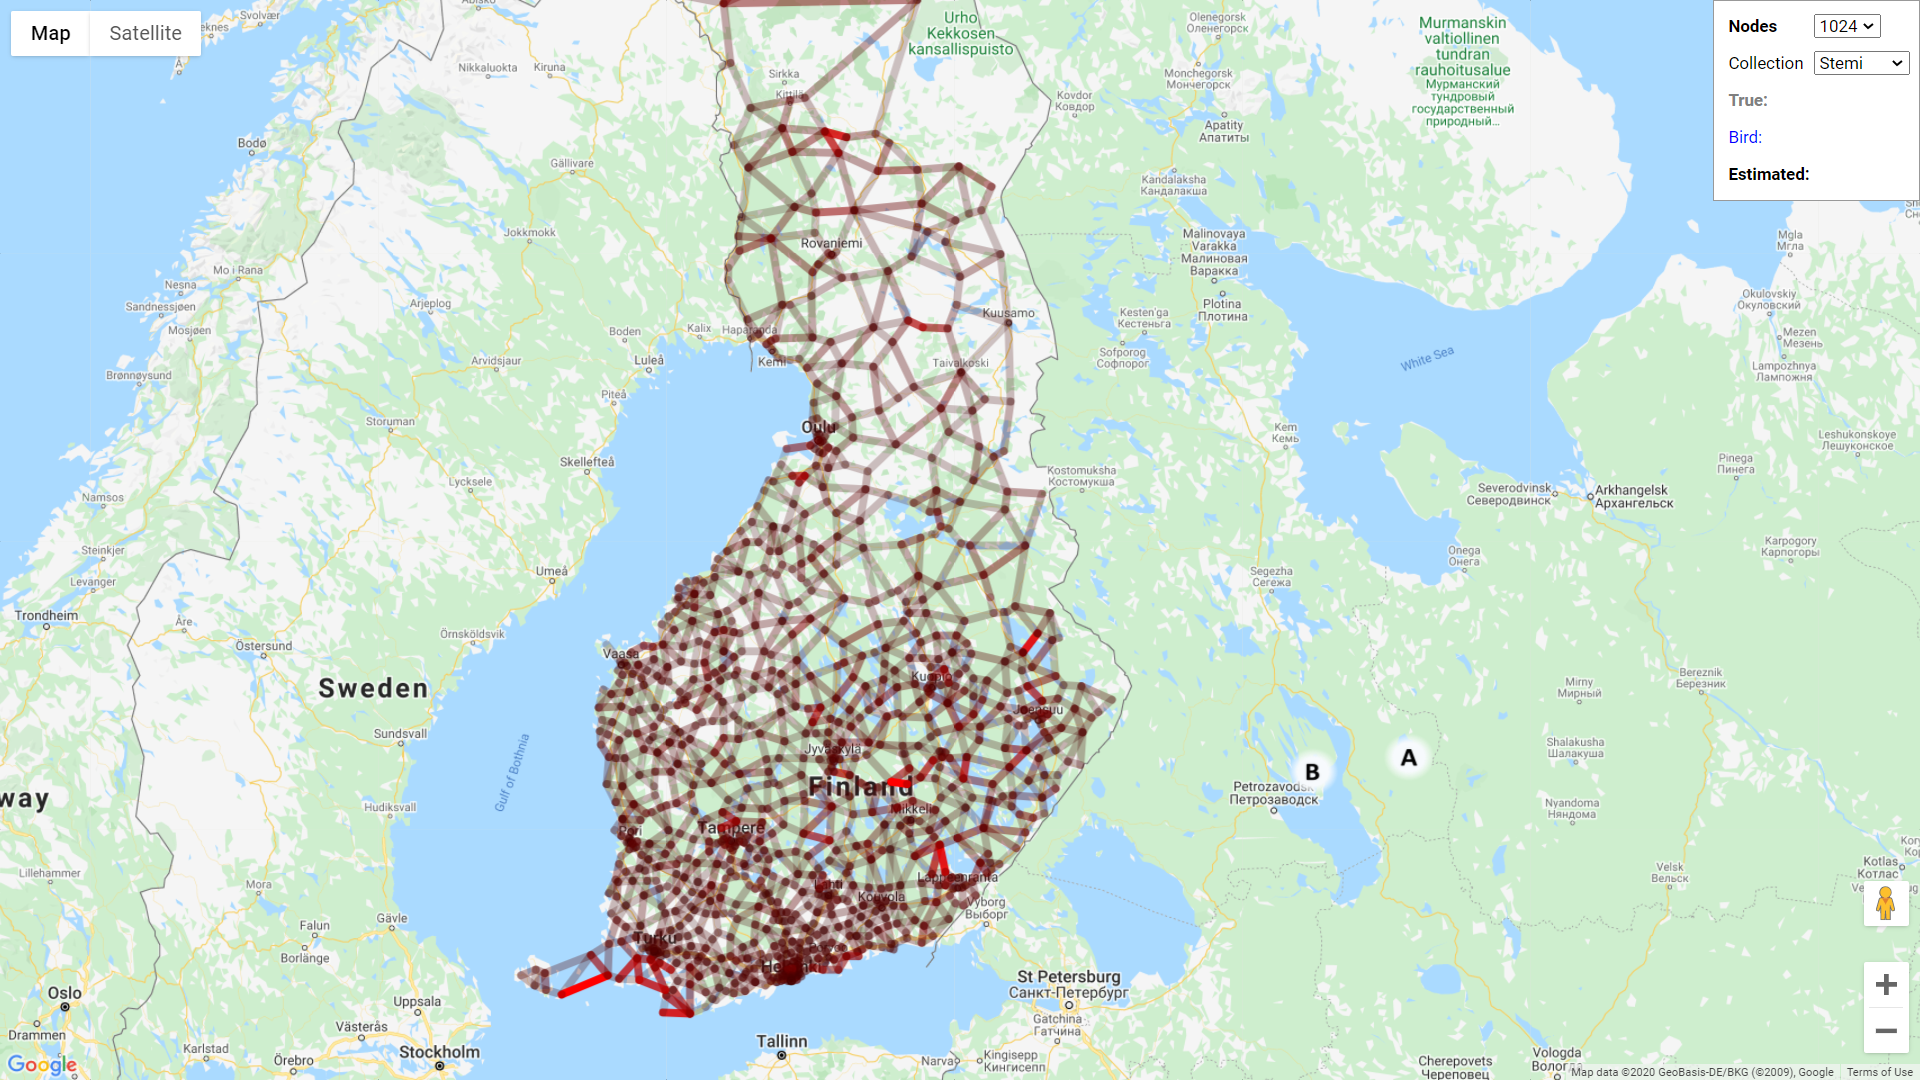 Map
Satellite
Nodes
1024
Collection
Stemi
True:
Bird:
Estimated:
Svolvær
Nikkaluokta
Kiruna
Sirkka
Kittilä
Urho
Kekkosen
kansallispuisto
Olenegorsk
Оленегорск
Murmanskin
valtiollinen
tundran
rauhoitusalue
Мурманский
тундровый
государственный
природный...
Monchegorsk
Мончегорск
Kovdor
Ковдор
Apatity
Апатиты
Bodø
Gällivare
Kandalaksha
Кандалакша
Jokkmokk
Rovaniemi
Malinovaya
Varakka
Малиновая
Варакка
Mgla
Мгла
Mo i Rana
Nesna
Sandnessjøen
Arjeplog
Mosjøen
Boden
Kalix
Haparanda
Kuusamo
Kesten'ga
Кестеньга
Plotina
Плотина
Okulovskiy
Окуловский
Mezen
Мезень
Luleå
Kemi
Taivalkoski
Sofporog
Софпорог
White Sea
Lampozhnya
Лампожня
Brønnøysund
Arvidsjaur
Piteå
Storuman
Oulu
Kem
Кемь
Leshukonskoye
Лешуконское
Skellefteå
Lycksele
Kostomuksha
Костомукша
Pinega
Пинега
Namsos
Severodvinsk
Северодвинск
Arkhangelsk
Архангельск
Steinkjer
Levanger
Umeå
Segezha
Сегежа
Onega
Онега
Karpogory
Карпогоры
Trondheim
Åre
Östersund
Örnsköldsvik
Vaasa
Sweden
Kuopio
Mirny
Мирный
Bereznik
Березник
Joensuu
Sundsvall
Gulf of Bothnia
Jyväskylä
Finland
B
A
Shalakusha
Шалакуша
Petrozavodsk
Петрозаводск
way
Hudiksvall
Mikkeli
Nyandoma
Няндома
Pori
Tampere
Lillehammer
Mora
Lahti
Kouvola
Lappeenranta
Velsk
Вельск
Kotlas
Котлас
Vyborg
Выборг
Gävle
Falun
Borlänge
Turku
Helsinki
St Petersburg
Санкт-Петербург
Oslo
Uppsala
Gatchina
Гатчина
Drammen
Västerås
Tallinn
Karlstad
Örebro
Stockholm
Narva
Kingisepp
Кингисепп
Cherepovets
Череповец
Vologda
Вологда
Google
Map data ©2020 GeoBasis-DE/BKG (©2009), Google
Terms of Use